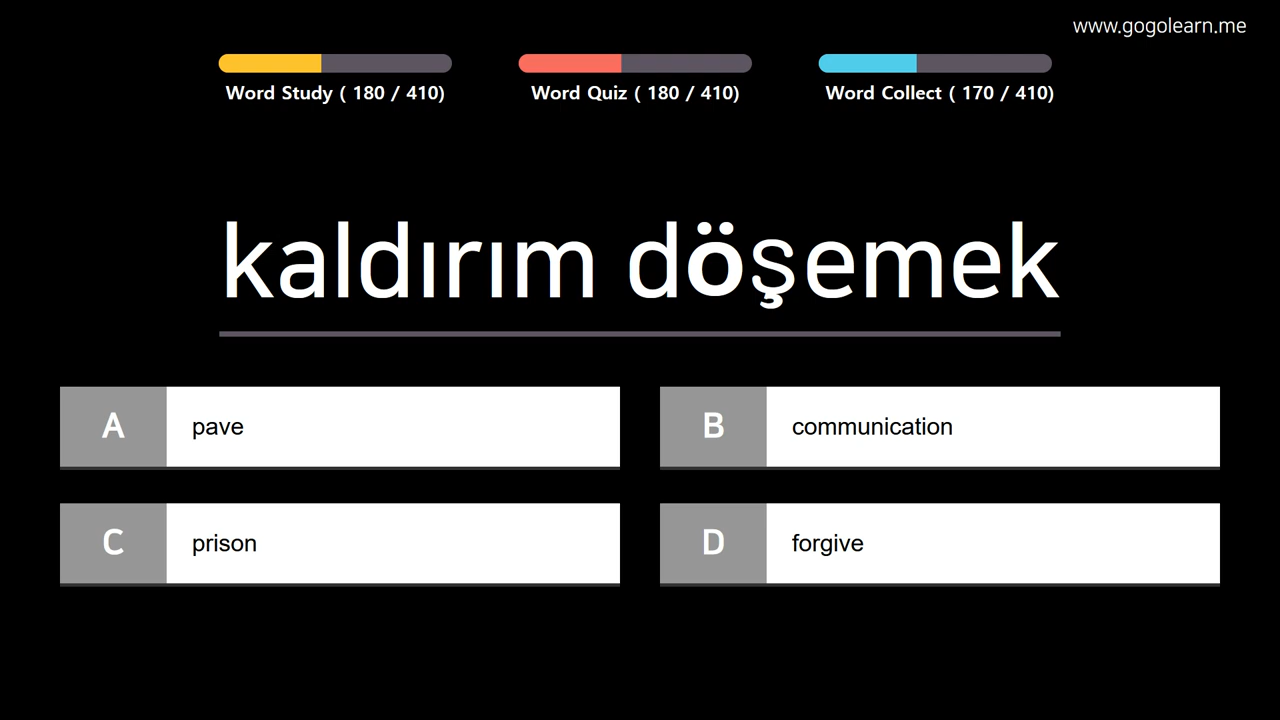 www.gogolearn.me
Word Study ( 180 / 410)
Word Quiz ( 180 / 410)
Word Collect ( 170 / 410)
kaldırım döşemek
A pave
B communication
C prison
D forgive